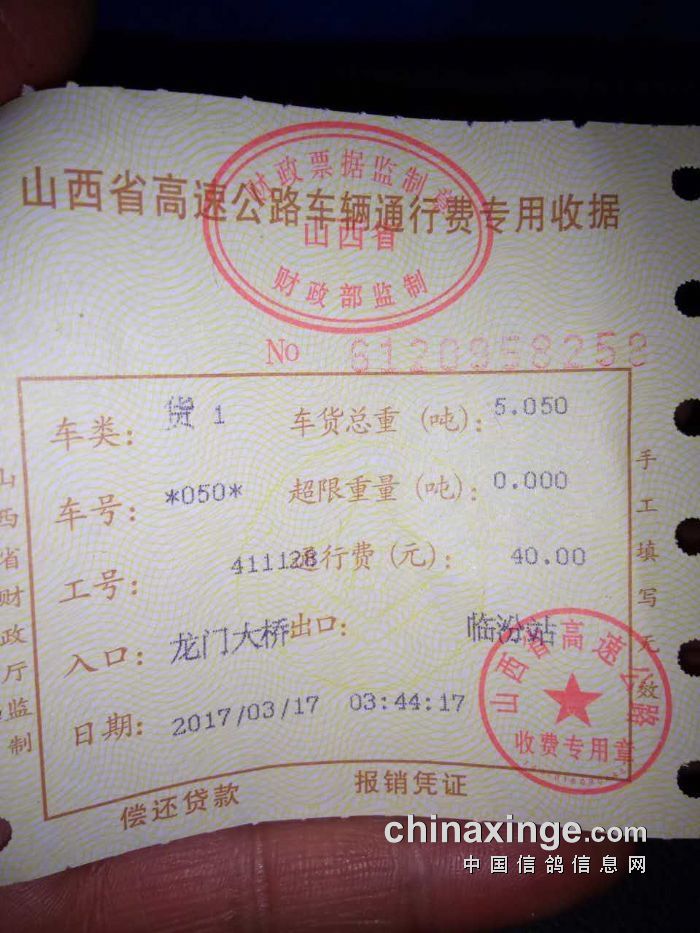 财政票据监制章
山西省高速公路车辆通行费专用收据
山西省
财政部监制
No 6120958258
车类: 货 1 车货总重(吨): 5.050
车号: *050* 超限重量(吨): 0.000
工号: 411128 通行费(元): 40.00
入口: 龙门大桥 出口: 临汾站
日期: 2017/03/17 03:44:17
山西省高速公路
收费专用章
偿还贷款 报销凭证
山西省财政厅监制
手工填写无效
chinaxinge.com
中国信鸽信息网